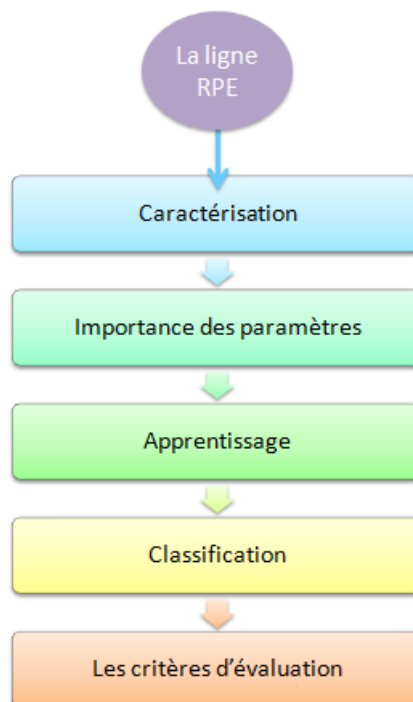 La ligne
RPE
Caractérisation
Importance des paramètres
Apprentissage
Classification
Les critères d’évaluation